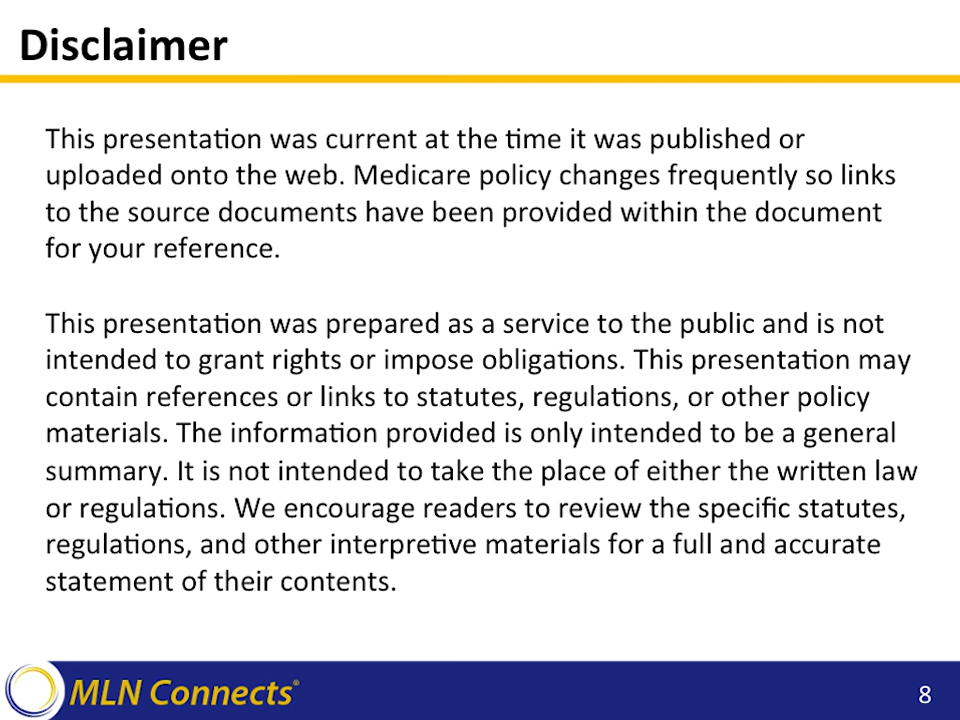 Disclaimer
This presentation was current at the time it was published or
uploaded onto the web. Medicare policy changes frequently so links
to the source documents have been provided within the document
for your reference.
This presentation was prepared as a service to the public and is not
intended to grant rights or impose obligations. This presentation may
contain references or links to statutes, regulations, or other policy
materials. The information provided is only intended to be a general
summary. It is not intended to take the place of either the written law
or regulations. We encourage readers to review the specific statutes,
regulations, and other interpretive materials for a full and accurate
statement of their contents.
MLN Connects®
8